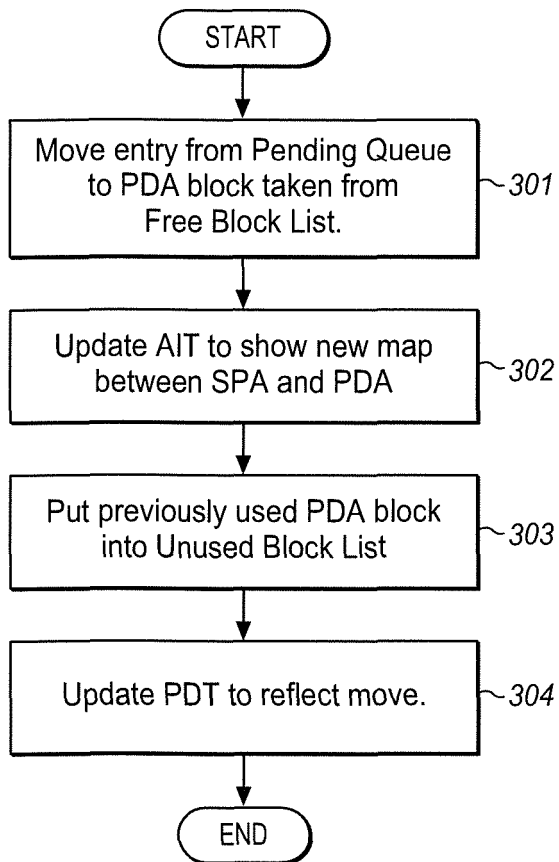 START
Move entry from Pending Queue
to PDA block taken from
Free Block List.
301
Update AIT to show new map
between SPA and PDA
302
Put previously used PDA block
into Unused Block List
303
Update PDT to reflect move.
304
END